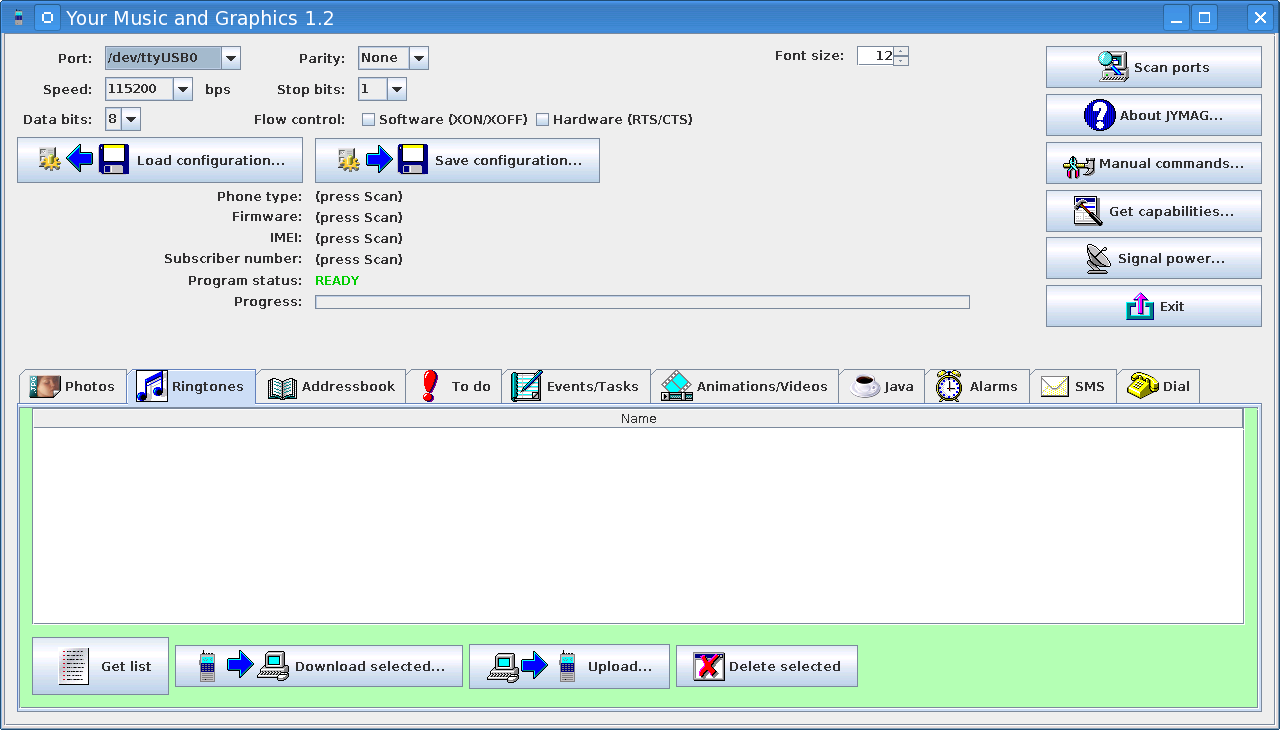 Your Music and Graphics 1.2
Port: /dev/ttyUSB0 Parity: None Font size: 12 Scan ports
Speed: 115200 bps Stop bits: 1 About JYMAG...
Data bits: 8 Flow control: Software (XON/XOFF) Hardware (RTS/CTS)
Load configuration... Save configuration... Manual commands...
Phone type: (press Scan)
Firmware: (press Scan) Get capabilities...
IMEI: (press Scan)
Subscriber number: (press Scan) Signal power...
Program status: READY
Progress: Exit
JPG Photos Ringtones Addressbook To do Events/Tasks Animations/Videos Java Alarms SMS Dial
Name
Get list Download selected... Upload... Delete selected